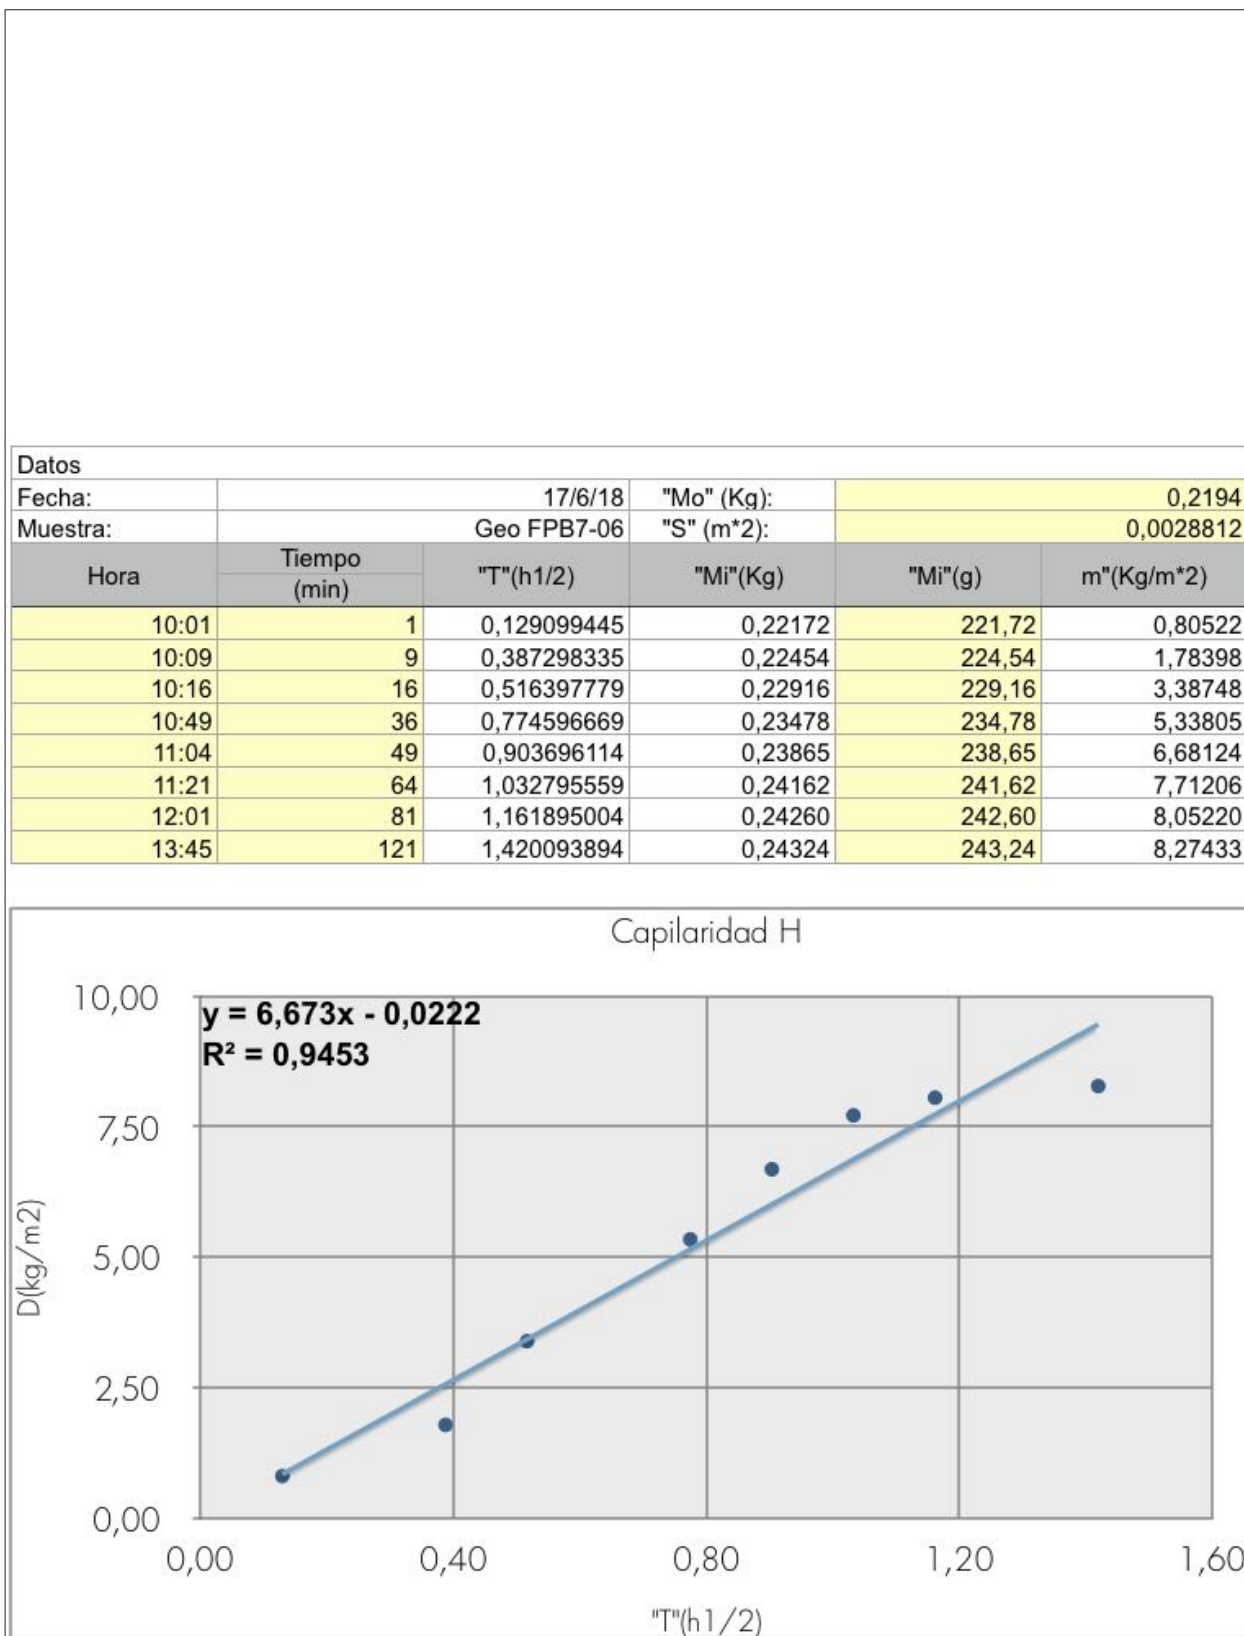 Datos
Fecha: 17/6/18 "Mo" (Kg): 0,2194
Muestra: Geo FPB7-06 "S" (m*2): 0,0028812
Hora Tiempo (min) "T"(h1/2) "Mi"(Kg) "Mi"(g) m"(Kg/m*2)
10:01 1 0,129099445 0,22172 221,72 0,80522
10:09 9 0,387298335 0,22454 224,54 1,78398
10:16 16 0,516397779 0,22916 229,16 3,38748
10:49 36 0,774596669 0,23478 234,78 5,33805
11:04 49 0,903696114 0,23865 238,65 6,68124
11:21 64 1,032795559 0,24162 241,62 7,71206
12:01 81 1,161895004 0,24260 242,60 8,05220
13:45 121 1,420093894 0,24324 243,24 8,27433
Capilaridad H
y = 6,673x - 0,0222
R² = 0,9453
10,00
7,50
5,00
2,50
0,00
D(kg/m2)
0,00 0,40 0,80 1,20 1,60
"T"(h1/2)